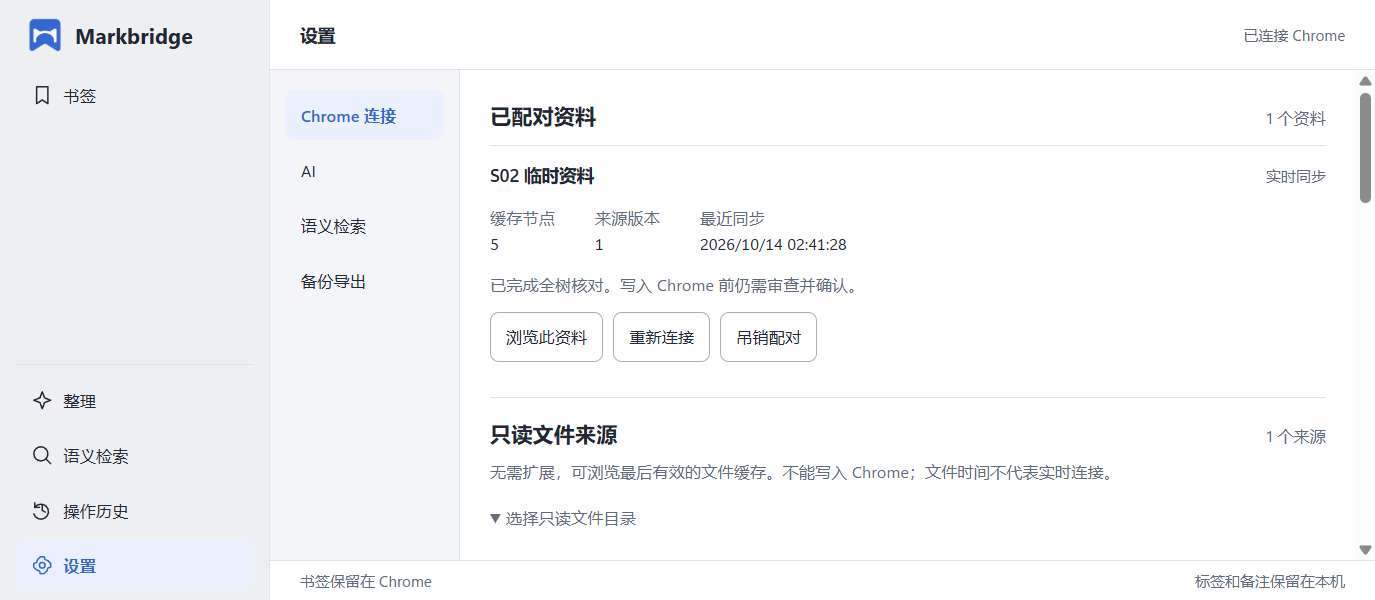 Markbridge
书签
整理
语义检索
操作历史
设置
设置
已连接 Chrome
Chrome 连接
AI
语义检索
备份导出
已配对资料
1 个资料
S02 临时资料
实时同步
缓存节点 来源版本 最近同步
5 1 2026/10/14 02:41:28
已完成全树核对。写入 Chrome 前仍需审查并确认。
浏览此资料 重新连接 吊销配对
只读文件来源
1 个来源
无需扩展，可浏览最后有效的文件缓存。不能写入 Chrome；文件时间不代表实时连接。
▼ 选择只读文件目录
书签保留在 Chrome
标签和备注保留在本机